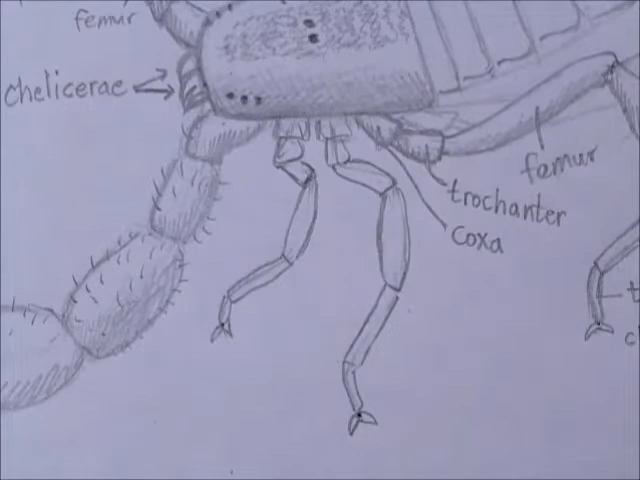 femur
chelicerae
femur
trochanter
coxa